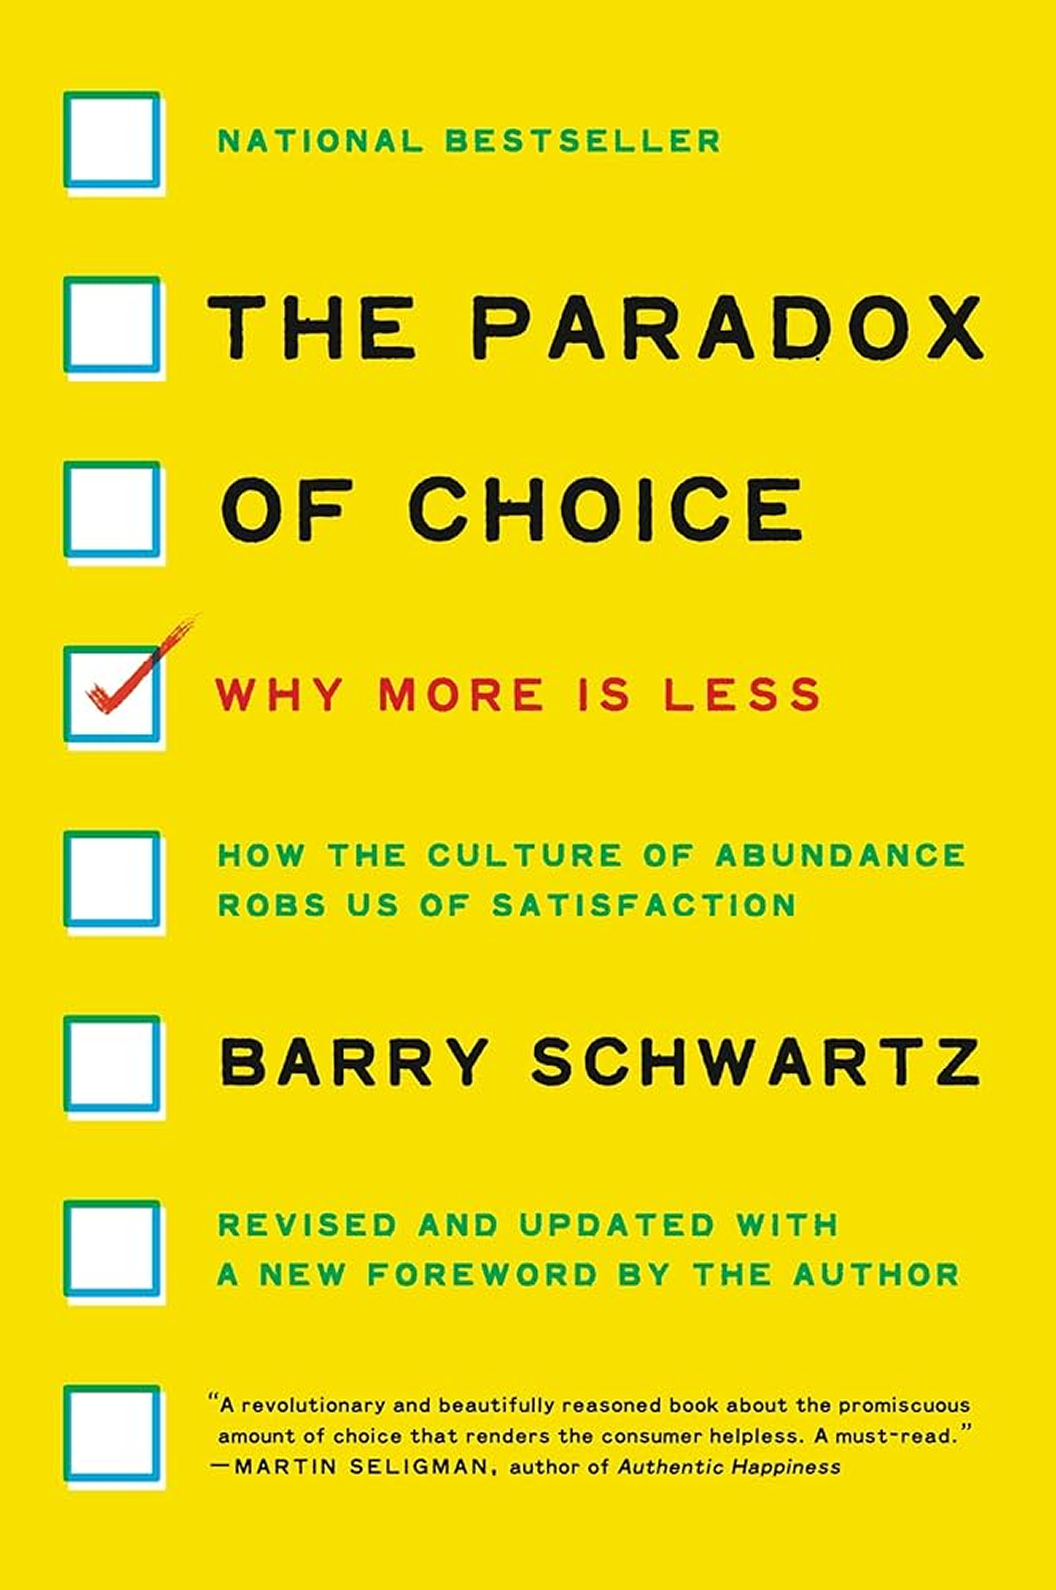 NATIONAL BESTSELLER
THE PARADOX
OF CHOICE
WHY MORE IS LESS
HOW THE CULTURE OF ABUNDANCE
ROBS US OF SATISFACTION
BARRY SCHWARTZ
REVISED AND UPDATED WITH
A NEW FOREWORD BY THE AUTHOR
“A revolutionary and beautifully reasoned book about the promiscuous
amount of choice that renders the consumer helpless. A must-read.”
—MARTIN SELIGMAN, author of Authentic Happiness